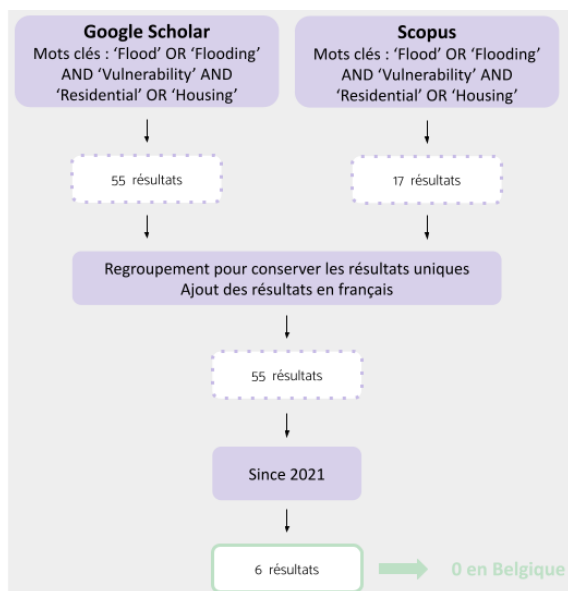 Google Scholar
Mots clés : ‘Flood’ OR ‘Flooding’
AND ‘Vulnerability’ AND
‘Residential’ OR ‘Housing’
Scopus
Mots clés : ‘Flood’ OR ‘Flooding’
AND ‘Vulnerability’ AND
‘Residential’ OR ‘Housing’
55 résultats
17 résultats
Regroupement pour conserver les résultats uniques
Ajout des résultats en français
55 résultats
Since 2021
6 résultats
0 en Belgique